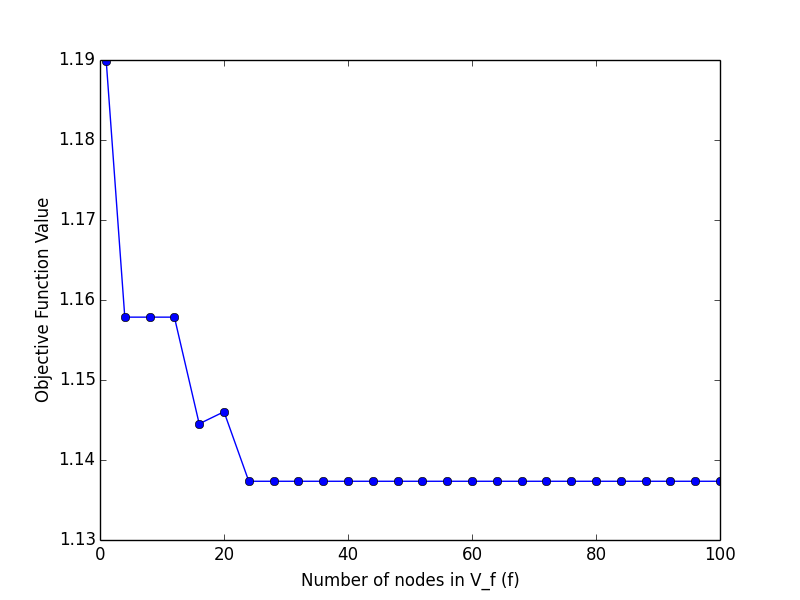 1.19
1.18
1.17
1.16
1.15
1.14
1.13
Objective Function Value
0 20 40 60 80 100
Number of nodes in V_f (f)